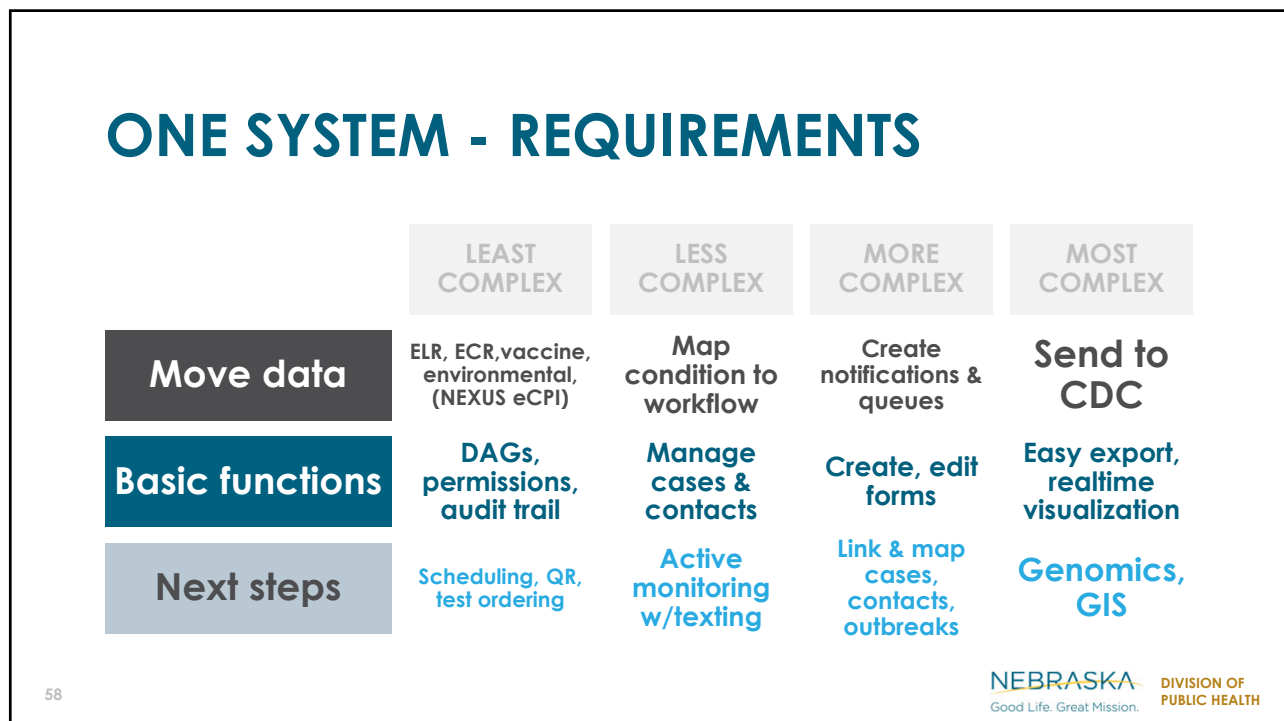 ONE SYSTEM - REQUIREMENTS
LEAST
COMPLEX
LESS
COMPLEX
MORE
COMPLEX
MOST
COMPLEX
Move data
ELR, ECR,vaccine,
environmental,
(NEXUS eCPI)
Map
condition to
workflow
Create
notifications &
queues
Send to
CDC
Basic functions
DAGs,
permissions,
audit trail
Manage
cases &
contacts
Create, edit
forms
Easy export,
realtime
visualization
Next steps
Scheduling, QR,
test ordering
Active
monitoring
w/texting
Link & map
cases,
contacts,
outbreaks
Genomics,
GIS
58
NEBRASKA
Good Life. Great Mission.
DIVISION OF
PUBLIC HEALTH